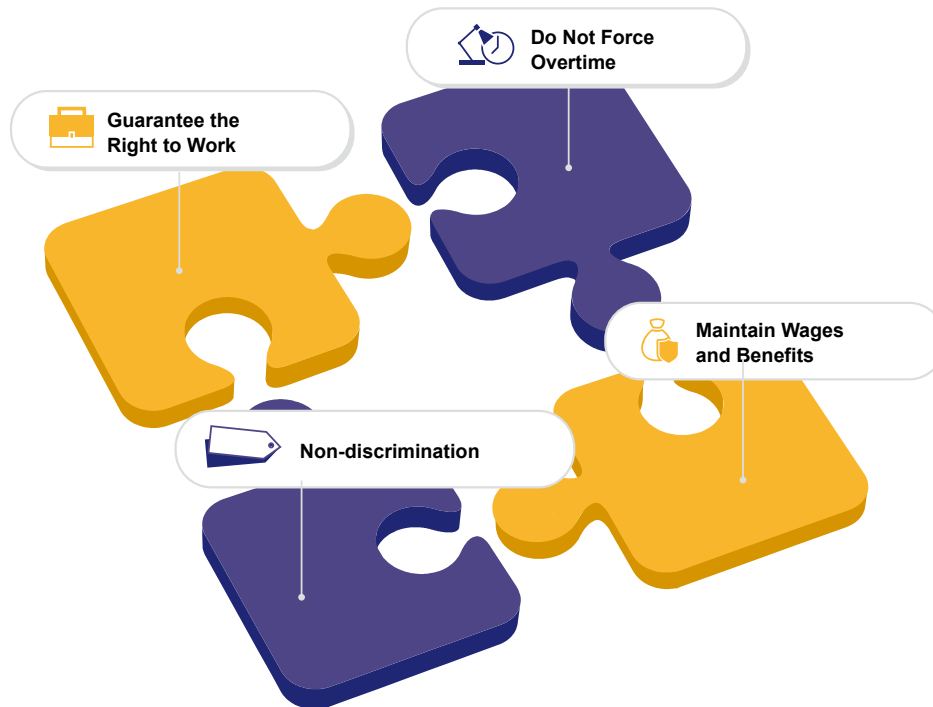 Do Not Force
Overtime
Guarantee the
Right to Work
Maintain Wages
and Benefits
Non-discrimination